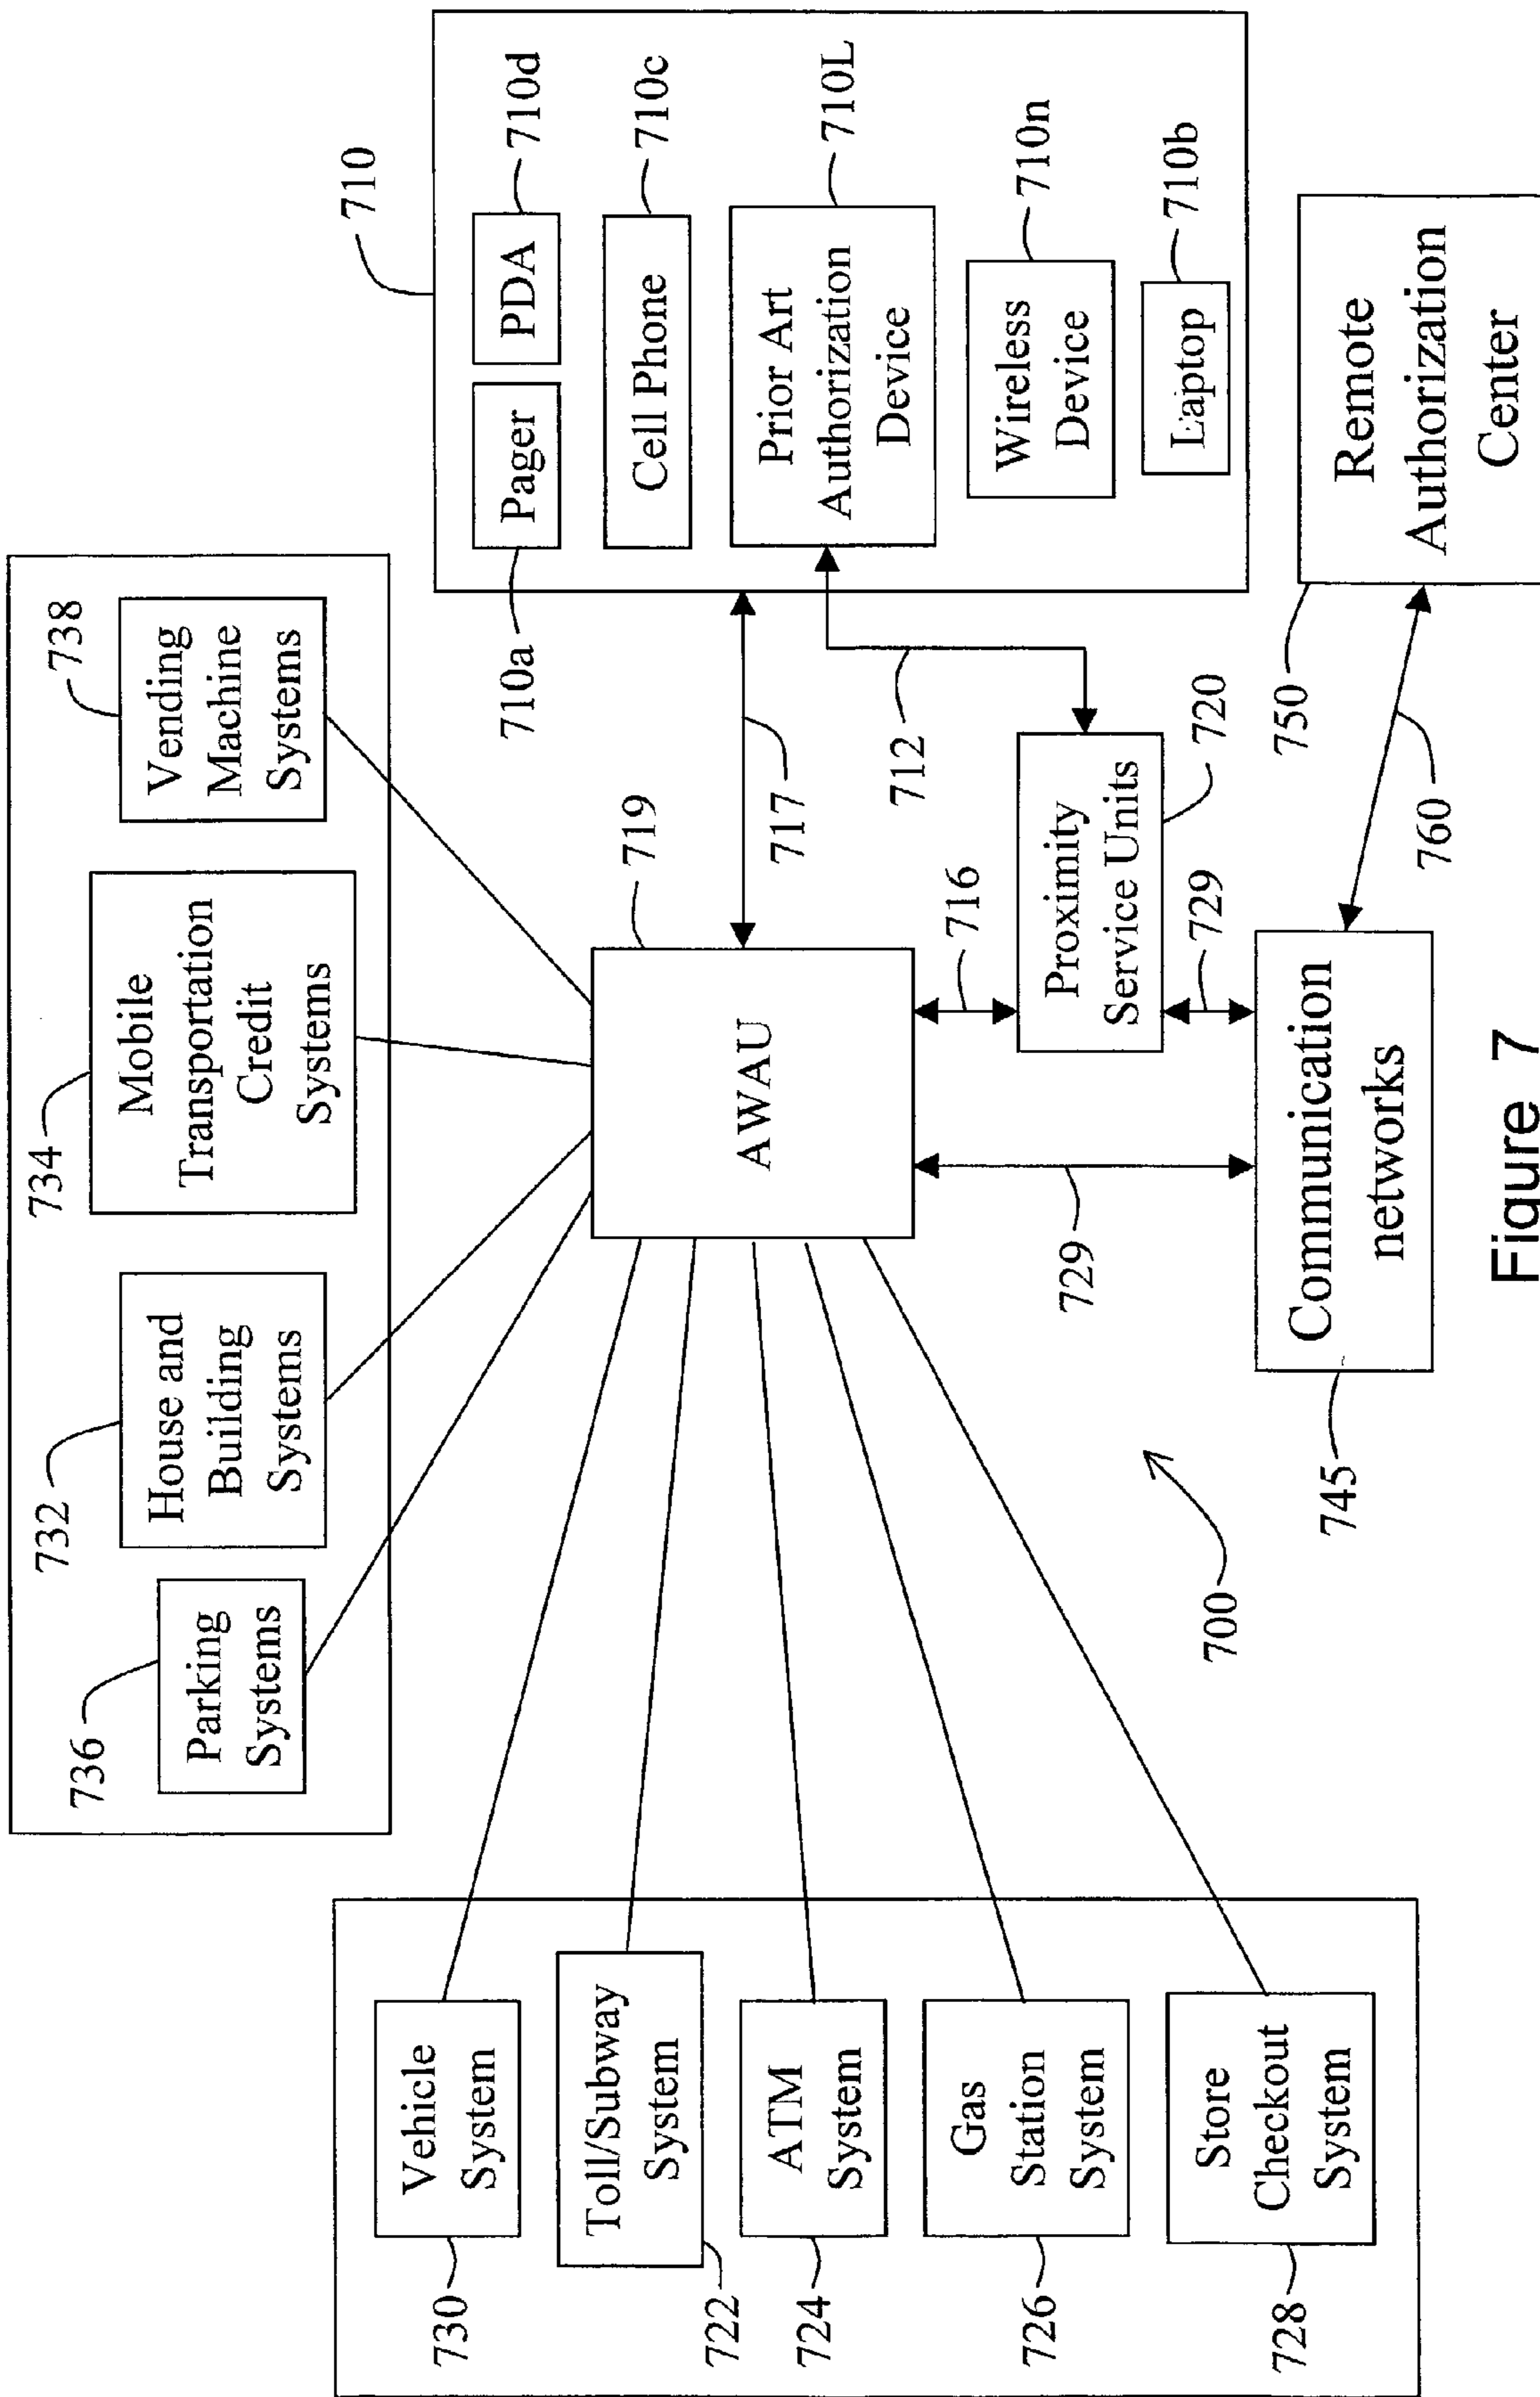 736
732
734
738
Parking
Systems
House and
Building
Systems
Mobile
Transportation
Credit
Systems
Vending
Machine
Systems
730
Vehicle
System
722
Toll/Subway
System
724
ATM
System
726
Gas
Station
System
728
Store
Checkout
System
AWAU
719
717
710
Pager
710a
PDA
710d
Cell Phone
710c
Prior Art
Authorization
Device
710L
Wireless
Device
710n
Laptop
710b
712
716
Proximity
Service Units
720
729
729
Communication
networks
745
760
750
Remote
Authorization
Center
700
Figure 7